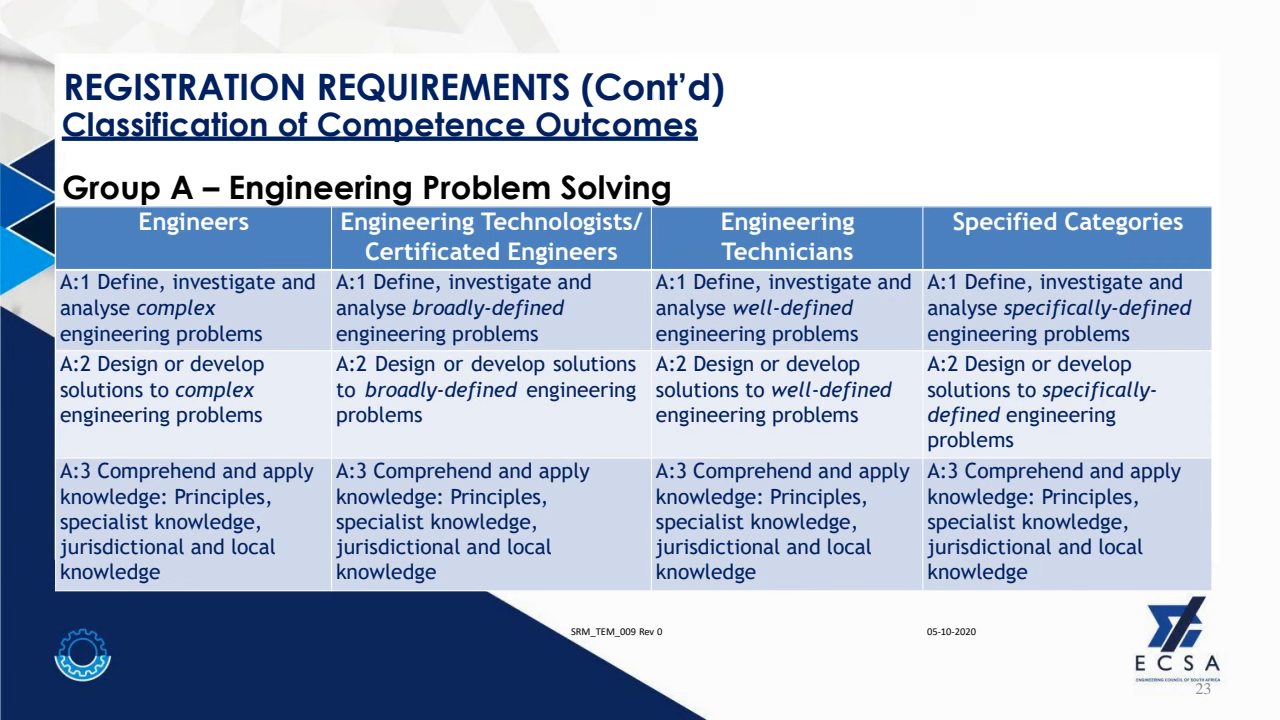 REGISTRATION REQUIREMENTS (Cont’d)
Classification of Competence Outcomes
Group A – Engineering Problem Solving
Engineers
Engineering Technologists/
Certificated Engineers
Engineering
Technicians
Specified Categories
A:1 Define, investigate and
analyse complex
engineering problems
A:1 Define, investigate and
analyse broadly-defined
engineering problems
A:1 Define, investigate and
analyse well-defined
engineering problems
A:1 Define, investigate and
analyse specifically-defined
engineering problems
A:2 Design or develop
solutions to complex
engineering problems
A:2 Design or develop solutions
to broadly-defined engineering
problems
A:2 Design or develop
solutions to well-defined
engineering problems
A:2 Design or develop
solutions to specifically-
defined engineering
problems
A:3 Comprehend and apply
knowledge: Principles,
specialist knowledge,
jurisdictional and local
knowledge
A:3 Comprehend and apply
knowledge: Principles,
specialist knowledge,
jurisdictional and local
knowledge
A:3 Comprehend and apply
knowledge: Principles,
specialist knowledge,
jurisdictional and local
knowledge
A:3 Comprehend and apply
knowledge: Principles,
specialist knowledge,
jurisdictional and local
knowledge
SRM_TEM_009 Rev 0
05-10-2020
ECSA
ENGINEERING COUNCIL OF SOUTH AFRICA
23